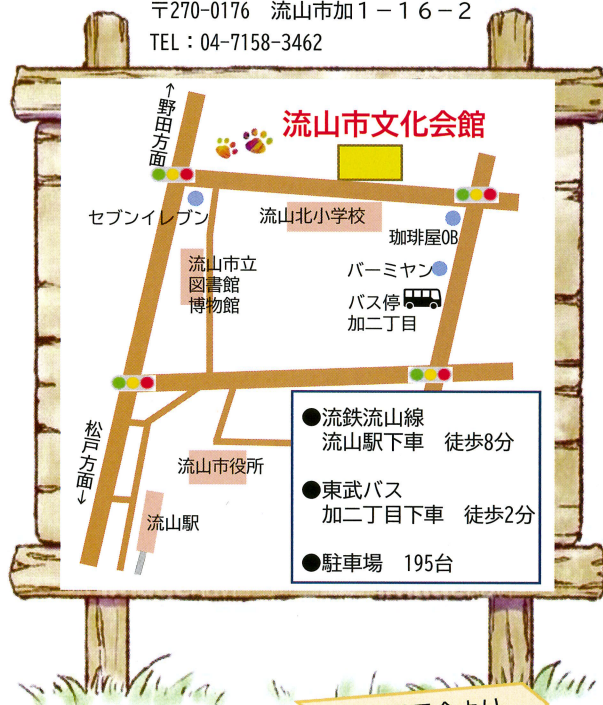 〒270-0176　流山市加１－１６－２
TEL：04-7158-3462
↑野田方面
流山市文化会館
セブンイレブン
流山北小学校
珈琲屋OB
流山市立
図書館
博物館
バーミヤン
バス停
加二丁目
松戸方面↓
流山市役所
流山駅
●流鉄流山線
流山駅下車　徒歩8分
●東武バス
加二丁目下車　徒歩2分
●駐車場　195台